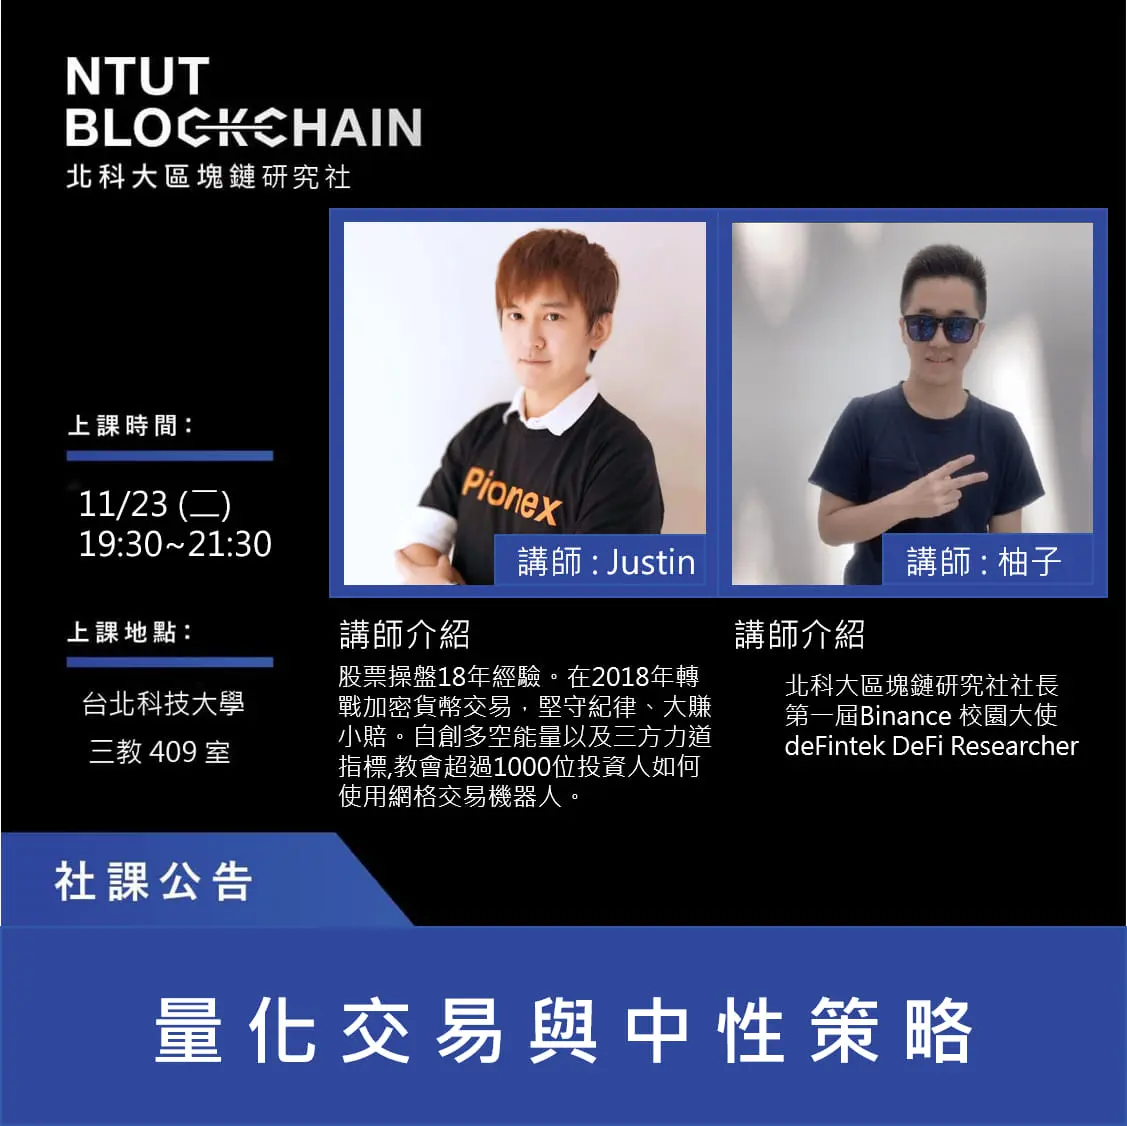 NTUT
BLOCKCHAIN
北科大區塊鏈研究社
上課時間：
11/23 (二)
19:30~21:30
上課地點：
台北科技大學
三教 409 室
Pionex
講師 : Justin
講師 : 柚子
講師介紹
股票操盤18年經驗。在2018年轉
戰加密貨幣交易，堅守紀律、大賺
小賠。自創多空能量以及三方力道
指標,教會超過1000位投資人如何
使用網格交易機器人。
講師介紹
北科大區塊鏈研究社社長
第一屆Binance 校園大使
deFintek DeFi Researcher
社課公告
量化交易與中性策略